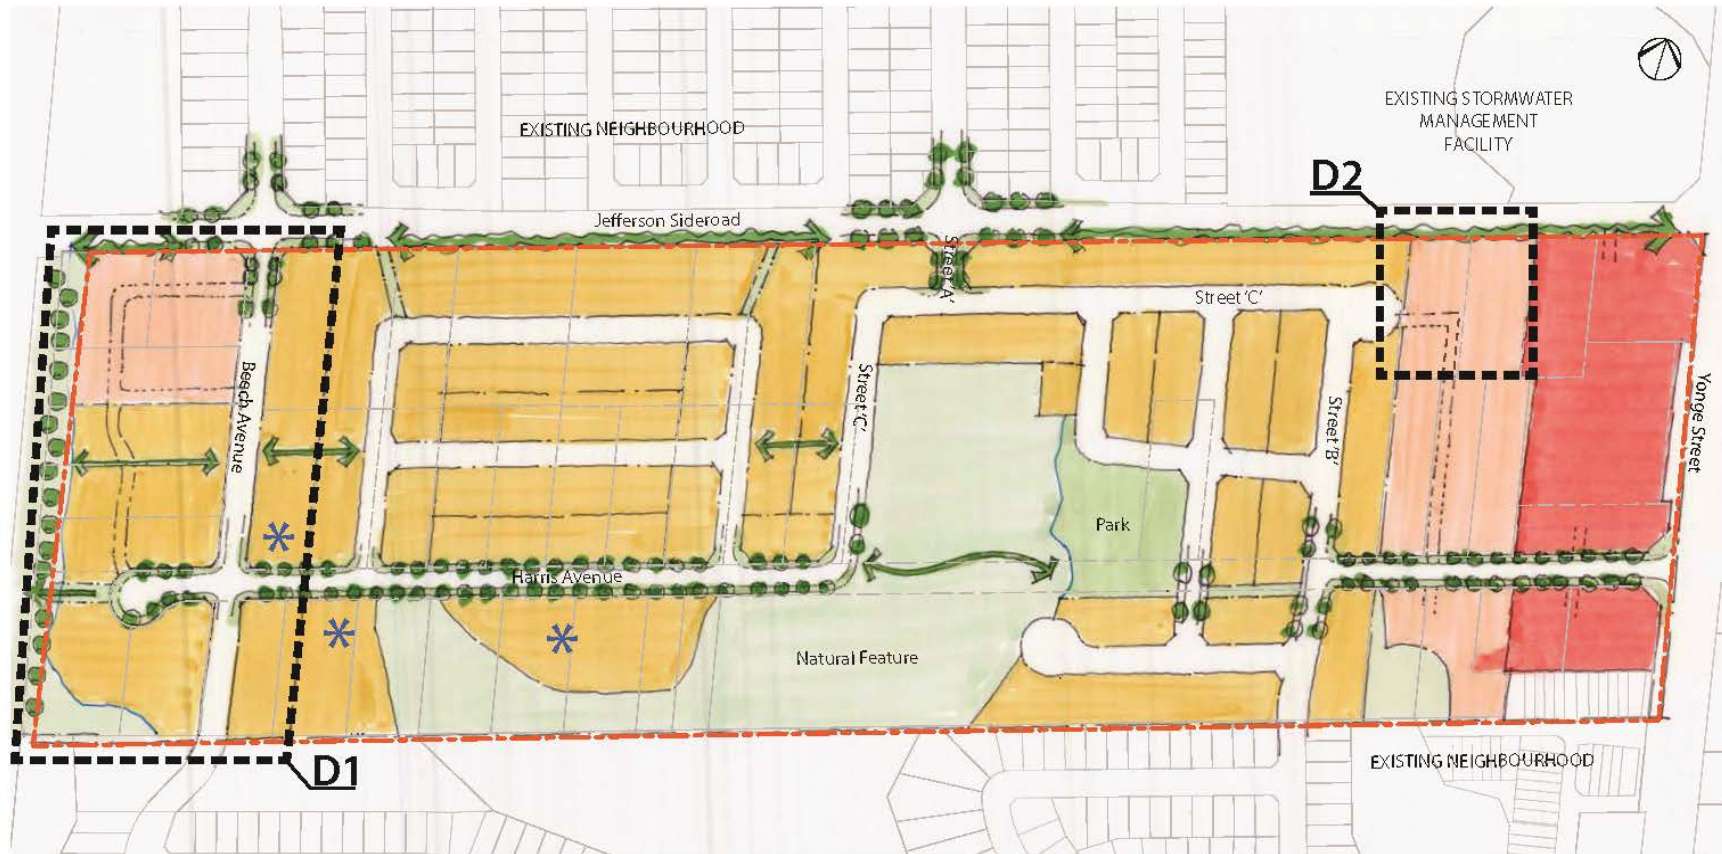 EXISTING STORMWATER
MANAGEMENT
FACILITY
EXISTING NEIGHBOURHOOD
D2
Jefferson Sideroad
Street 'A'
Street 'C'
Beech Avenue
Street 'C'
Street 'B'
Yonge Street
Park
*
Harris Avenue
*
*
Natural Feature
EXISTING NEIGHBOURHOOD
D1